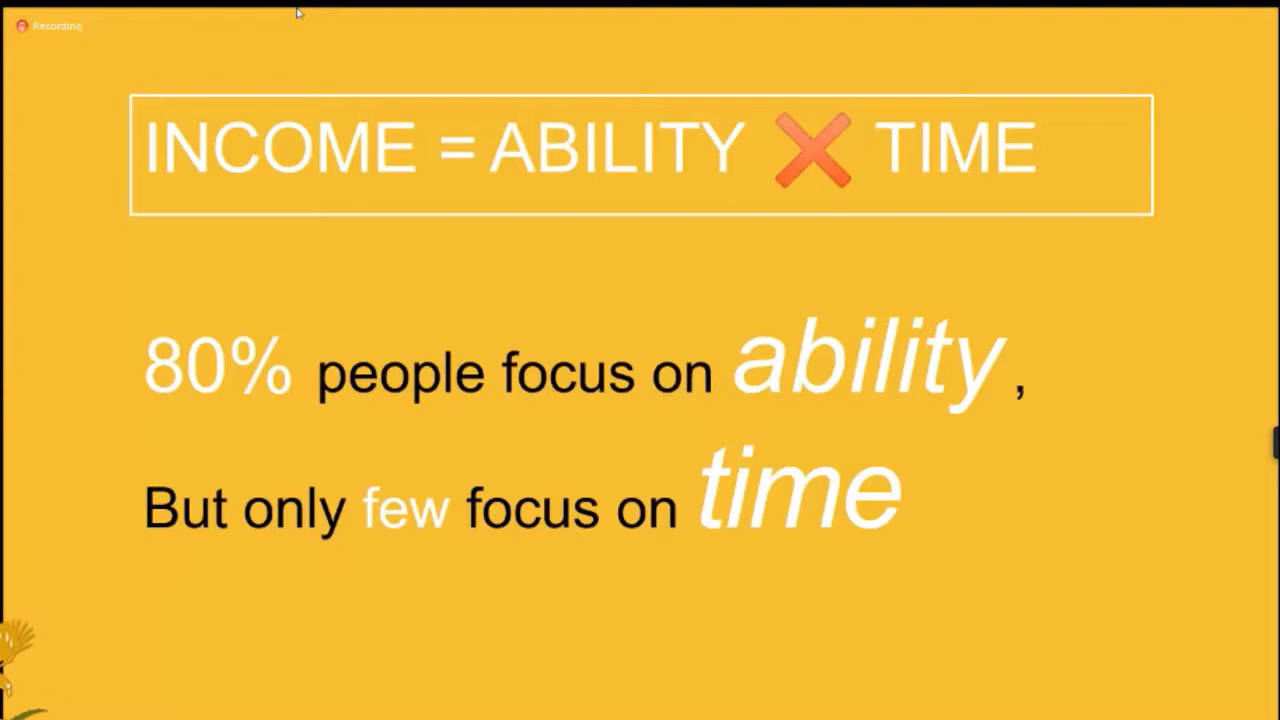 Recording
INCOME = ABILITY ❌ TIME
80% people focus on ability ,
But only few focus on time